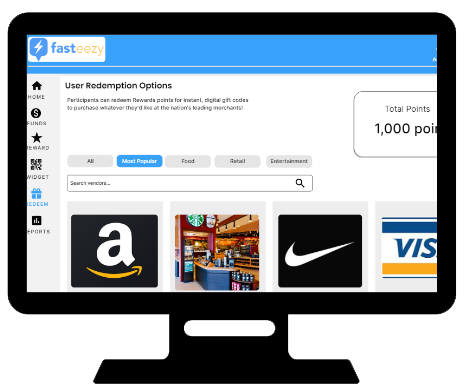 fasteezy
User Redemption Options
Participants can redeem Rewards points for instant, digital gift codes
to purchase whatever they'd like at the nation's leading merchants!
Total Points
1,000 poi
HOME
FUNDS
REWARD
WIDGET
REDEEM
REPORTS
All
Most Popular
Food
Retail
Entertainment
Search vendors...
a
VIS